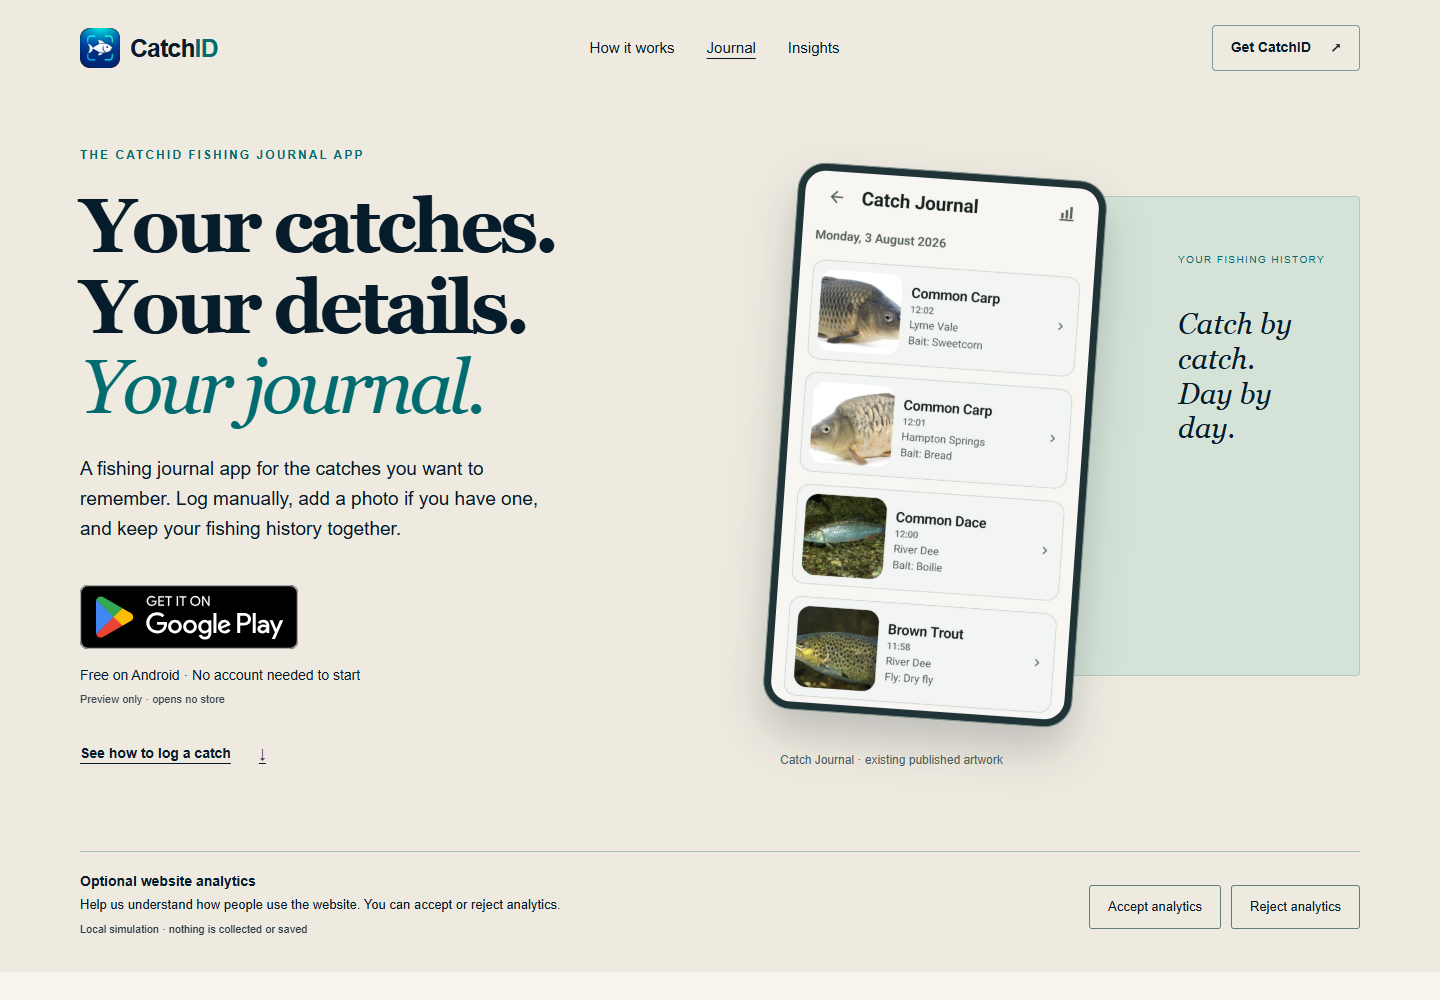 CatchID
How it works
Journal
Insights
Get CatchID ↗
THE CATCHID FISHING JOURNAL APP
Your catches.
Your details.
Your journal.
A fishing journal app for the catches you want to
remember. Log manually, add a photo if you have one,
and keep your fishing history together.
GET IT ON
Google Play
Free on Android · No account needed to start
Preview only · opens no store
See how to log a catch ↓
Catch Journal
Monday, 3 August 2026
Common Carp
12:02
Lyme Vale
Bait: Sweetcorn
Common Carp
12:01
Hampton Springs
Bait: Bread
Common Dace
12:00
River Dee
Bait: Boilie
Brown Trout
11:58
River Dee
Fly: Dry fly
YOUR FISHING HISTORY
Catch by
catch.
Day by
day.
Catch Journal · existing published artwork
Optional website analytics
Help us understand how people use the website. You can accept or reject analytics.
Local simulation · nothing is collected or saved
Accept analytics
Reject analytics